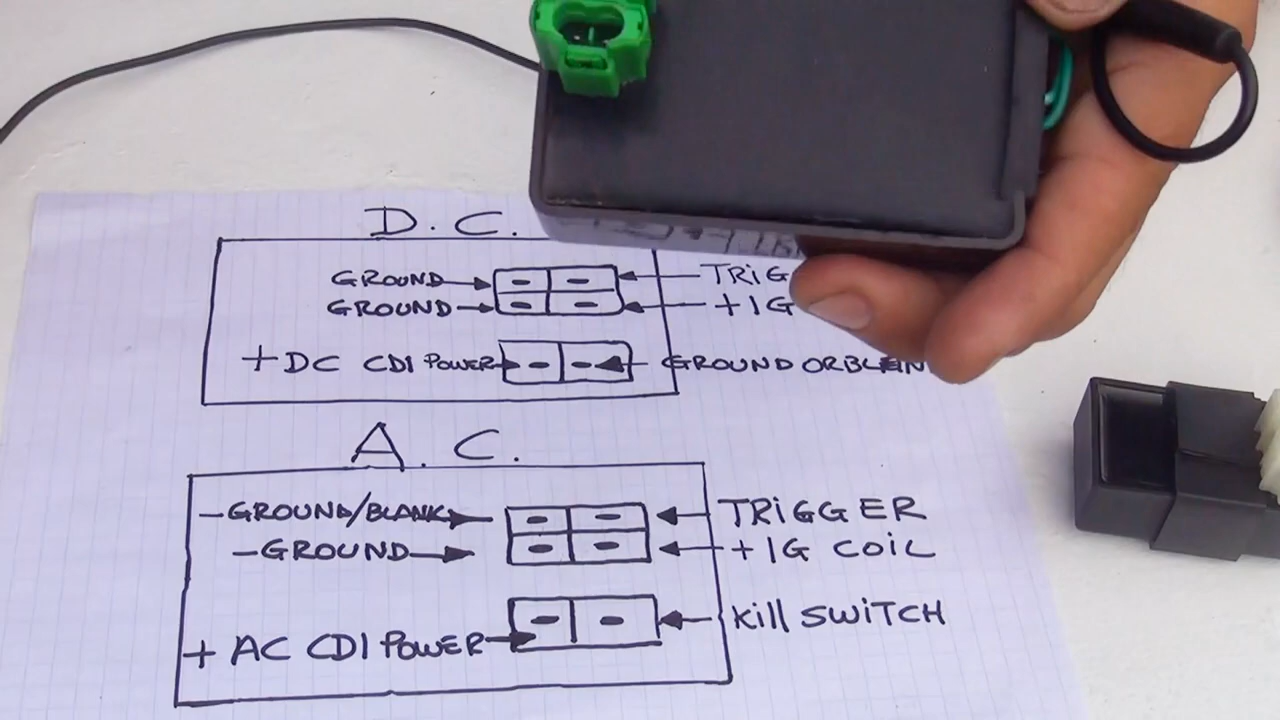 D.C.
GROUND
TRIG
GROUND
+IG
+DC CDI POWER
GROUND OR
A.C.
-GROUND/BLANK
TRIGGER
-GROUND
+IG COIL
Kill SWITCH
+ AC CDI POWER